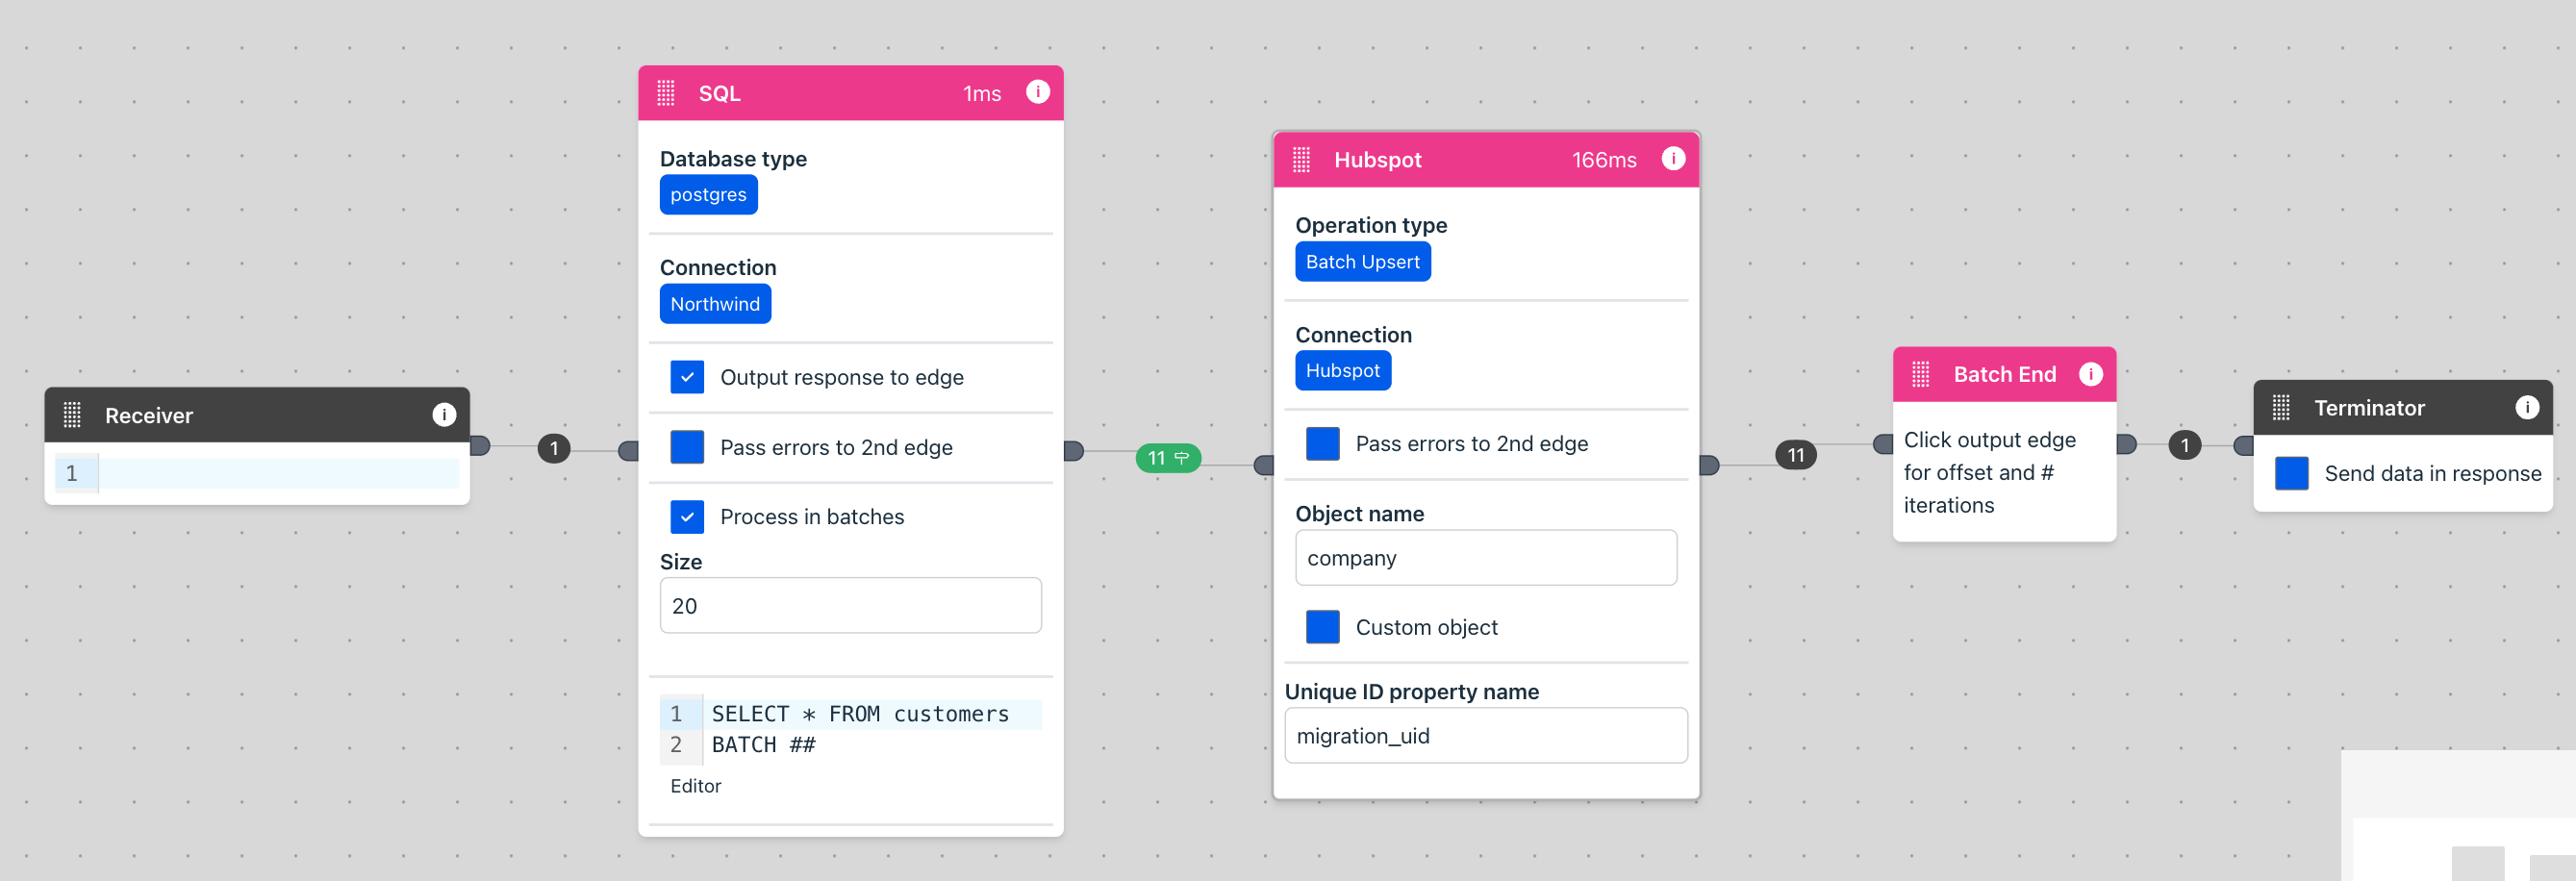 Receiver
1
1
SQL
1ms
Database type
postgres
Connection
Northwind
Output response to edge
Pass errors to 2nd edge
Process in batches
Size
20
1 SELECT * FROM customers
2 BATCH ##
Editor
11
Hubspot
166ms
Operation type
Batch Upsert
Connection
Hubspot
Pass errors to 2nd edge
Object name
company
Custom object
Unique ID property name
migration_uid
11
Batch End
Click output edge
for offset and #
iterations
1
Terminator
Send data in response